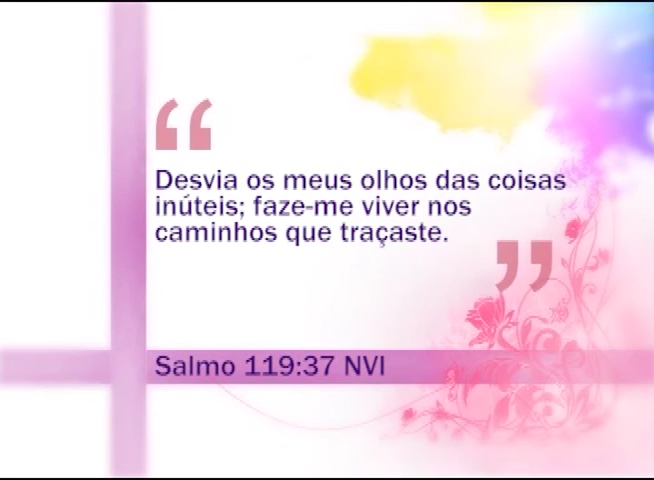 “
Desvia os meus olhos das coisas
inúteis; faze-me viver nos
caminhos que traçaste.
”
Salmo 119:37 NVI